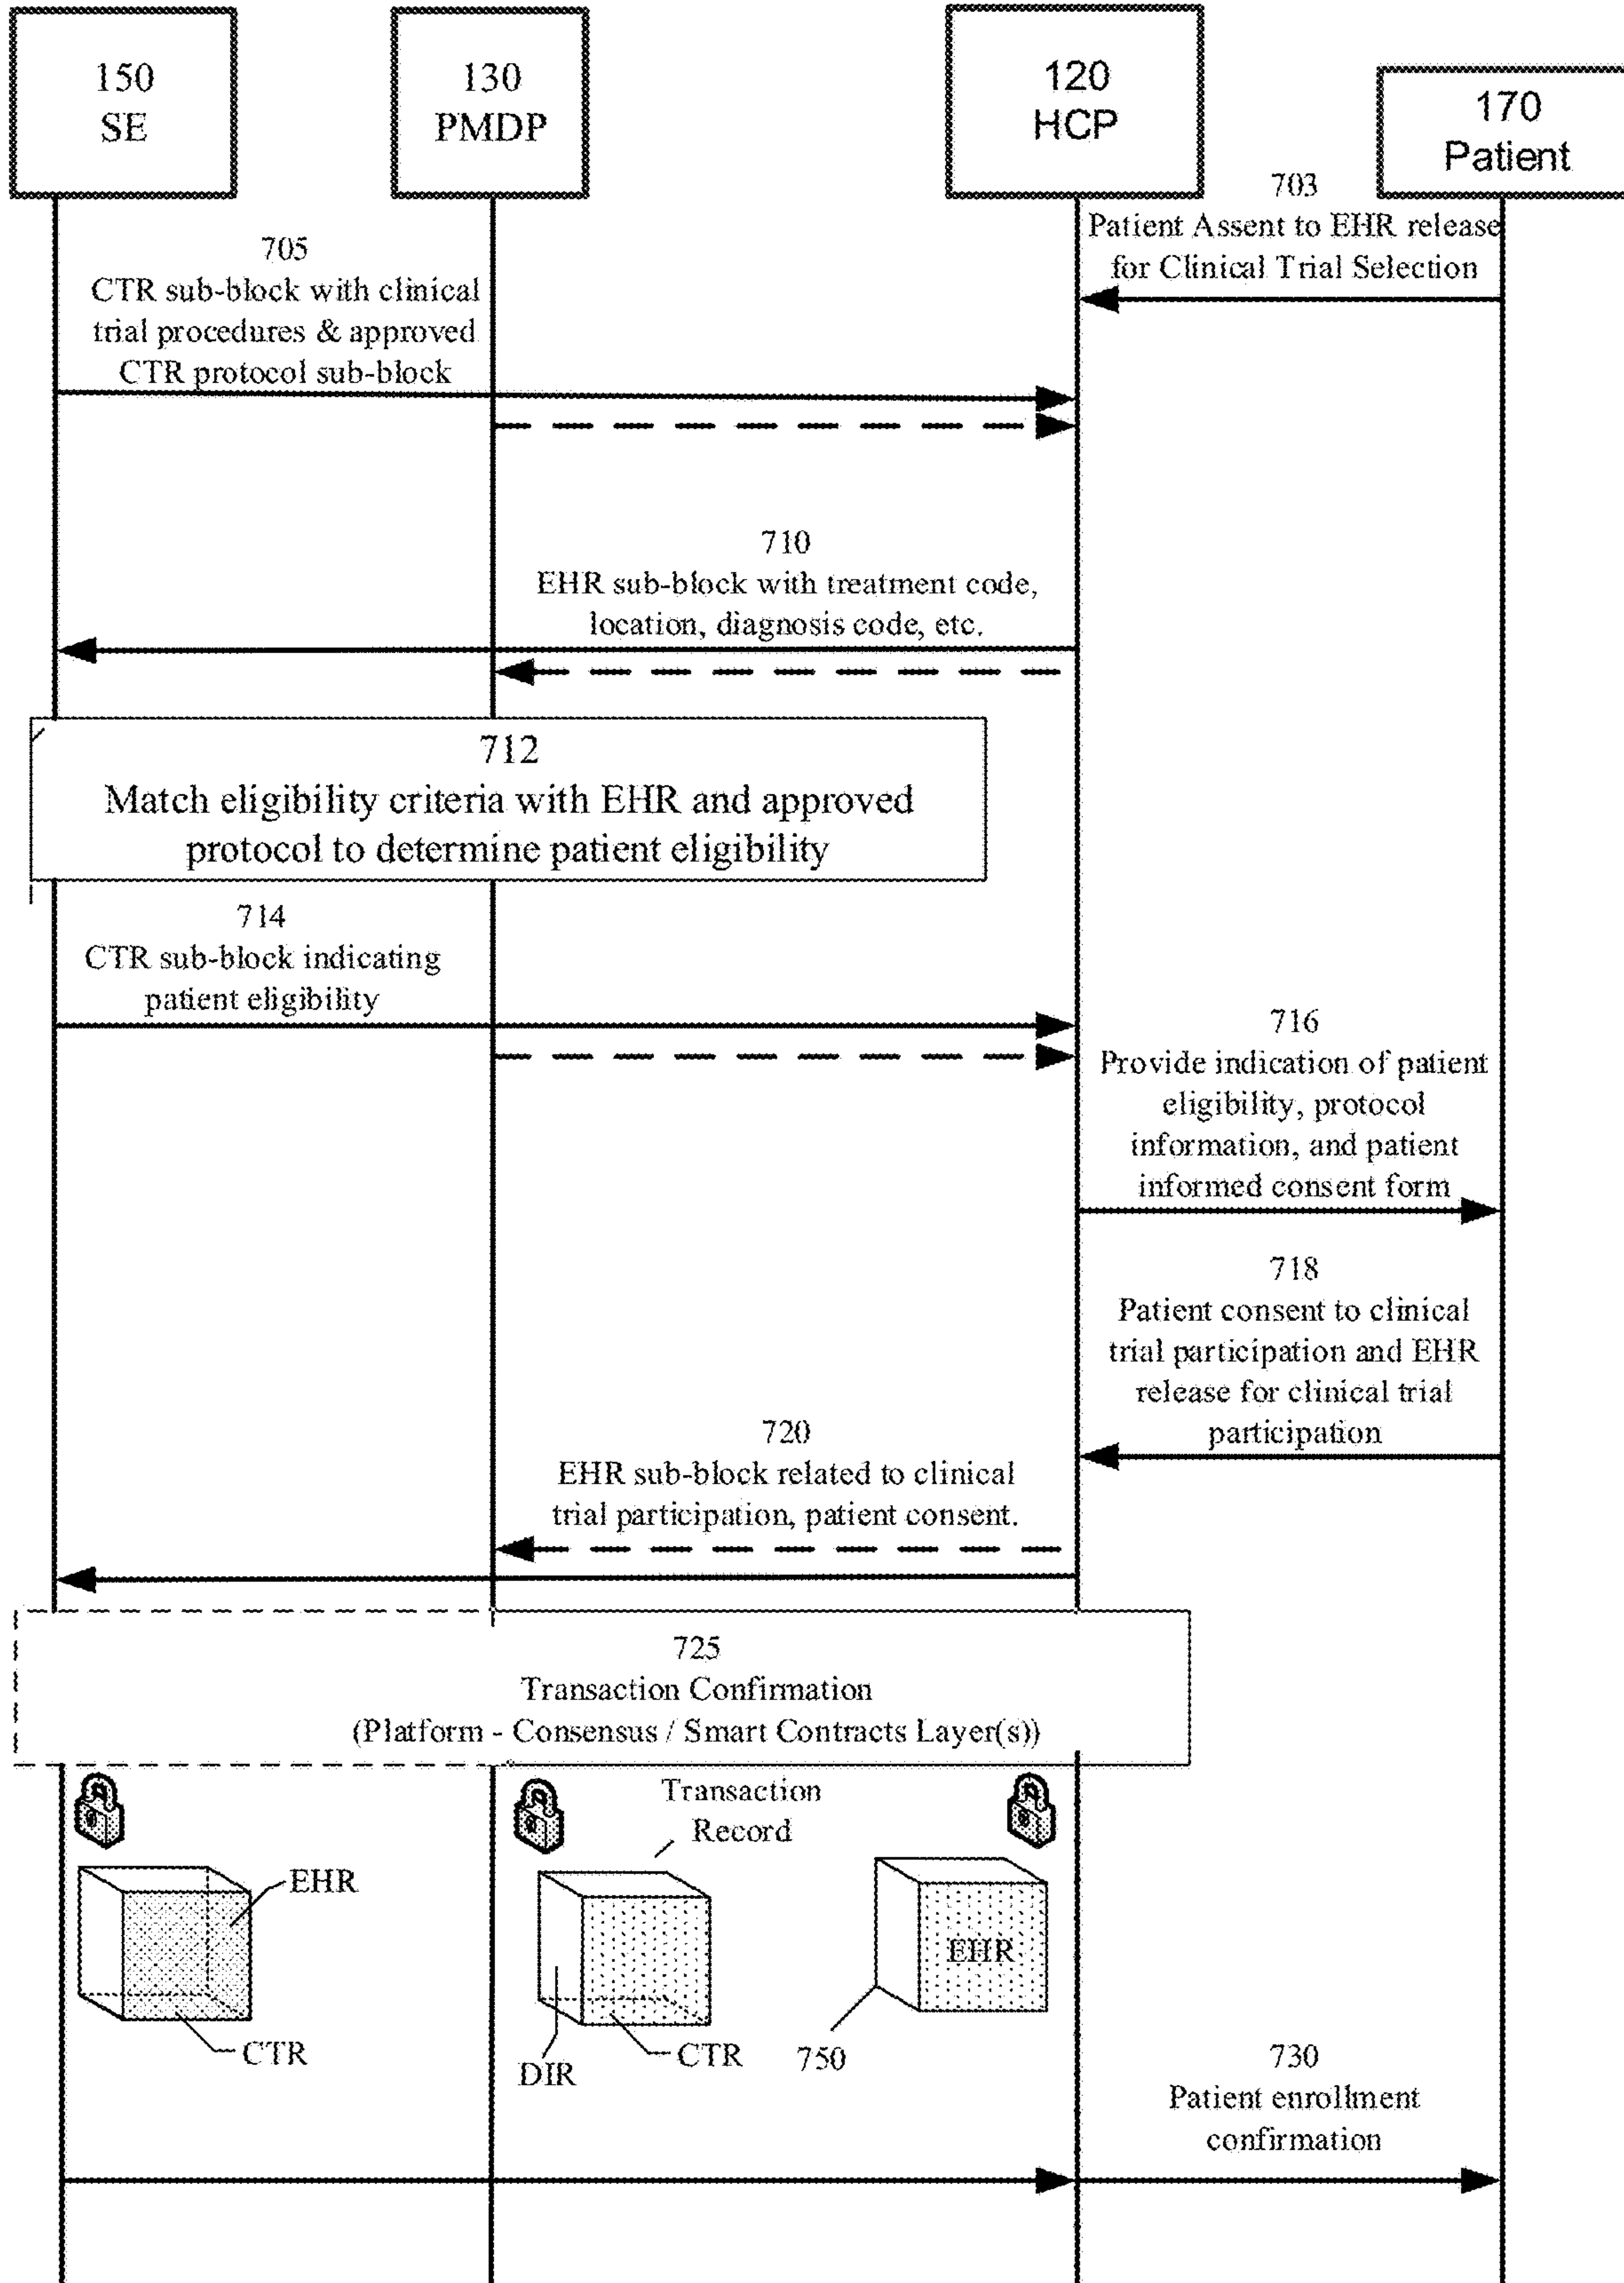 150
SE
130
PMDP
120
HCP
170
Patient
703
Patient Assent to EHR release
for Clinical Trial Selection
705
CTR sub-block with clinical
trial procedures & approved
CTR protocol sub-block
710
EHR sub-block with treatment code,
location, diagnosis code, etc.
712
Match eligibility criteria with EHR and approved
protocol to determine patient eligibility
714
CTR sub-block indicating
patient eligibility
716
Provide indication of patient
eligibility, protocol
information, and patient
informed consent form
718
Patient consent to clinical
trial participation and EHR
release for clinical trial
participation
720
EHR sub-block related to clinical
trial participation, patient consent.
725
Transaction Confirmation
(Platform - Consensus / Smart Contracts Layer(s))
Transaction
Record
EHR
CTR
DIR
CTR
EHR
750
730
Patient enrollment
confirmation